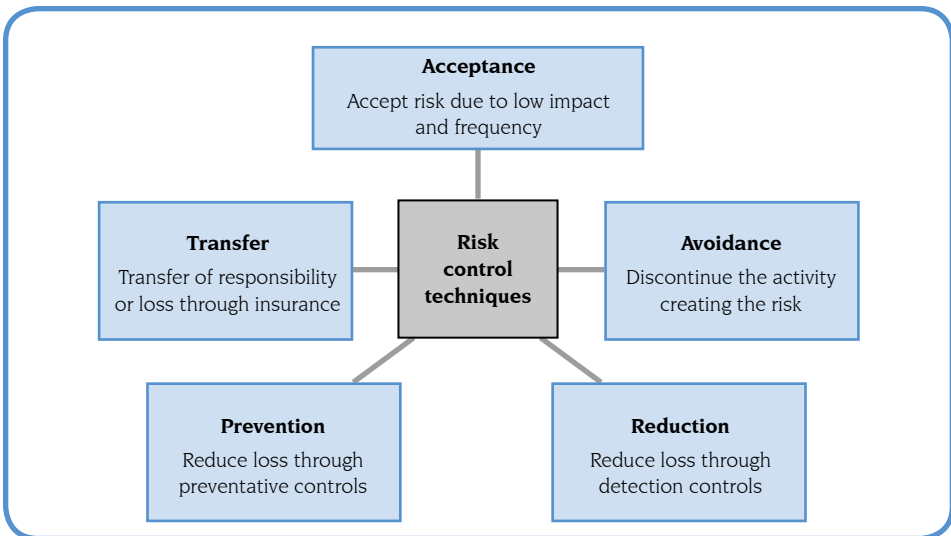 Acceptance
Accept risk due to low impact
and frequency
Transfer
Transfer of responsibility
or loss through insurance
Risk
control
techniques
Avoidance
Discontinue the activity
creating the risk
Prevention
Reduce loss through
preventative controls
Reduction
Reduce loss through
detection controls